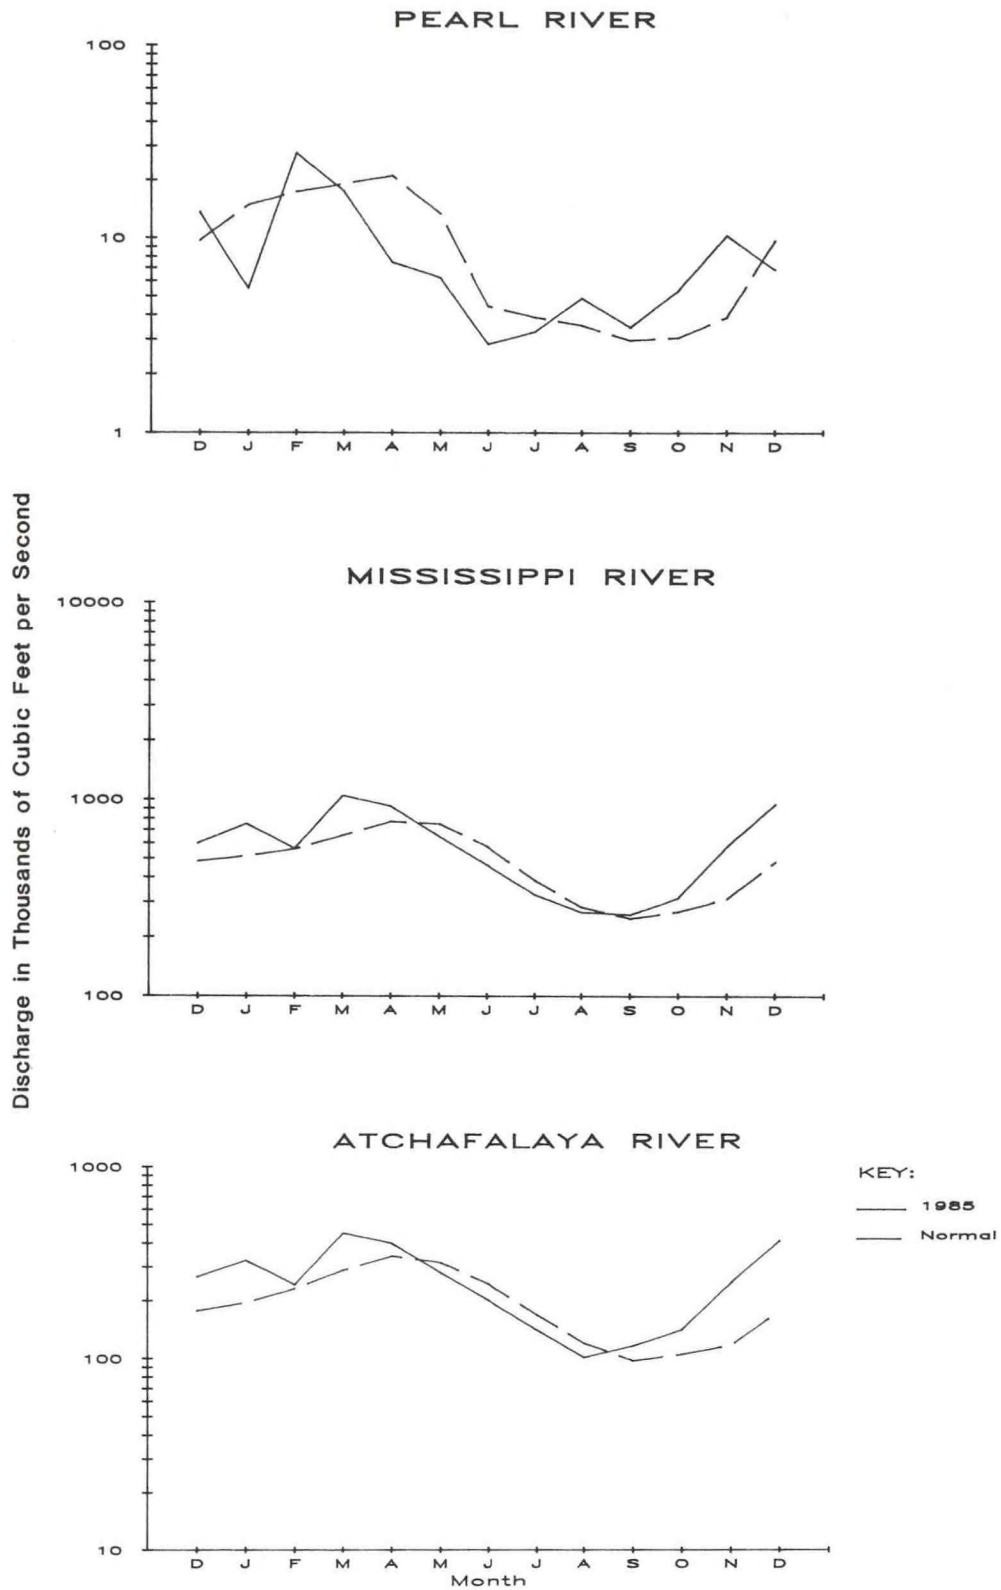 PEARL RIVER
100
10
1
D J F M A M J J A S O N D
Discharge in Thousands of Cubic Feet per Second
MISSISSIPPI RIVER
10000
1000
100
D J F M A M J J A S O N D
ATCHAFALAYA RIVER
1000
100
10
D J F M A M J J A S O N D
Month
KEY:
1985
Normal